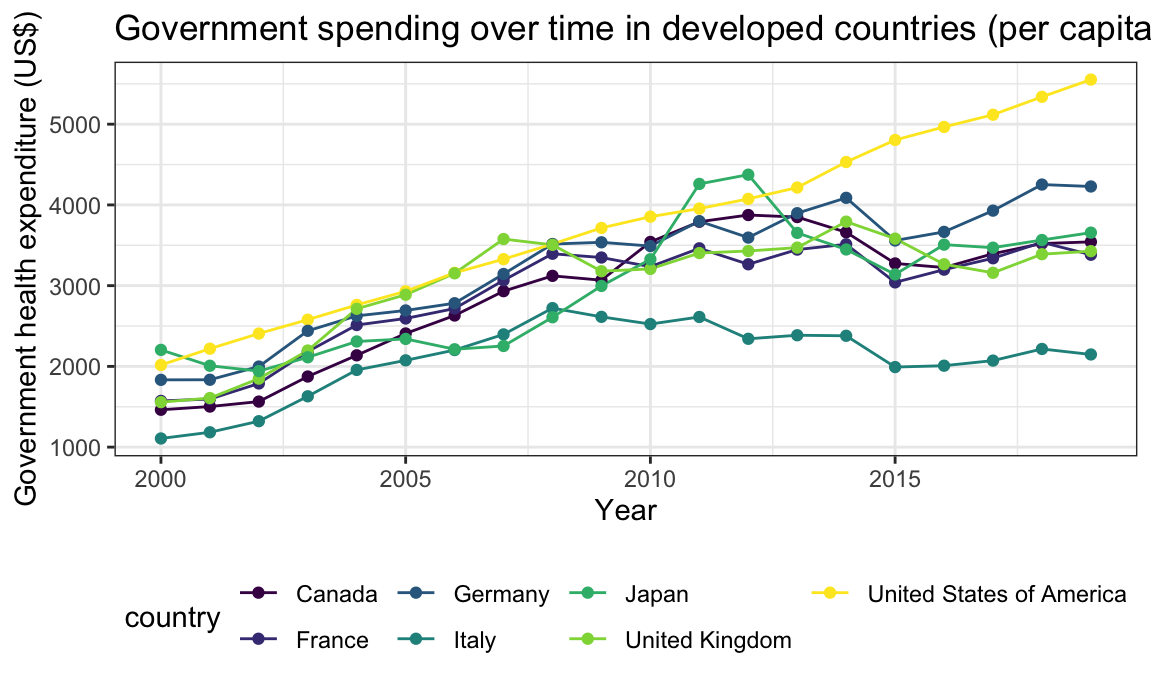 Government spending over time in developed countries (per capita
Government health expenditure (US$)
5000
4000
3000
2000
1000
2000 2005 2010 2015
Year
country
Canada Germany Japan United States of America
France Italy United Kingdom